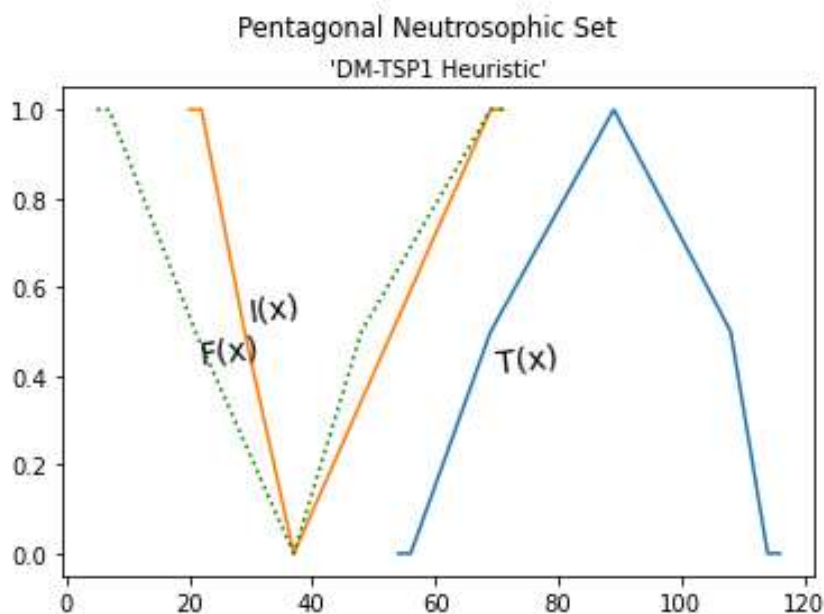 Pentagonal Neutrosophic Set
'DM-TSP1 Heuristic'
1.0
0.8
0.6
I(x)
F(x)
T(x)
0.4
0.2
0.0
0 20 40 60 80 100 120